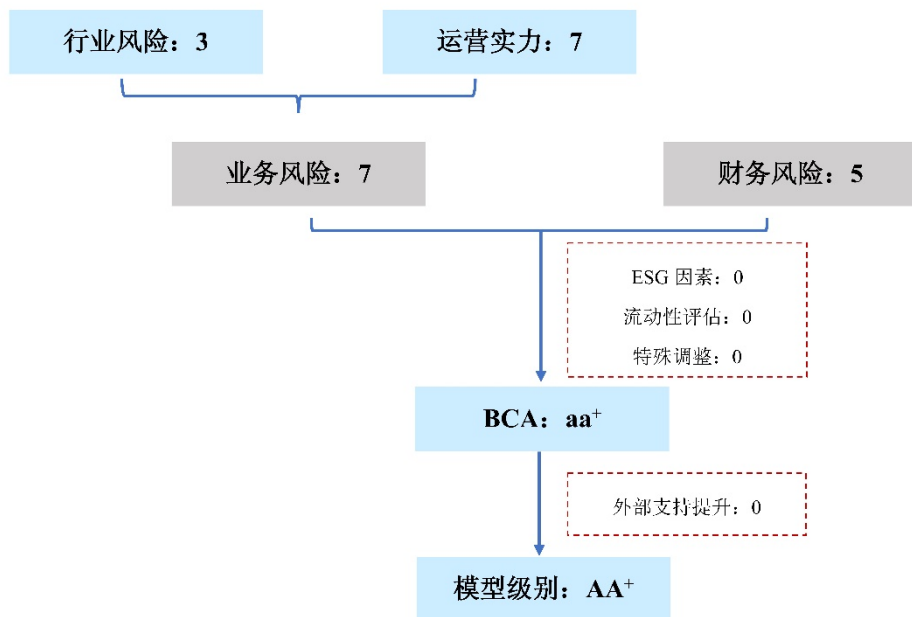 行业风险：3
运营实力：7
业务风险：7
财务风险：5
ESG 因素：0
流动性评估：0
特殊调整：0
BCA：aa⁺
外部支持提升：0
模型级别：AA⁺